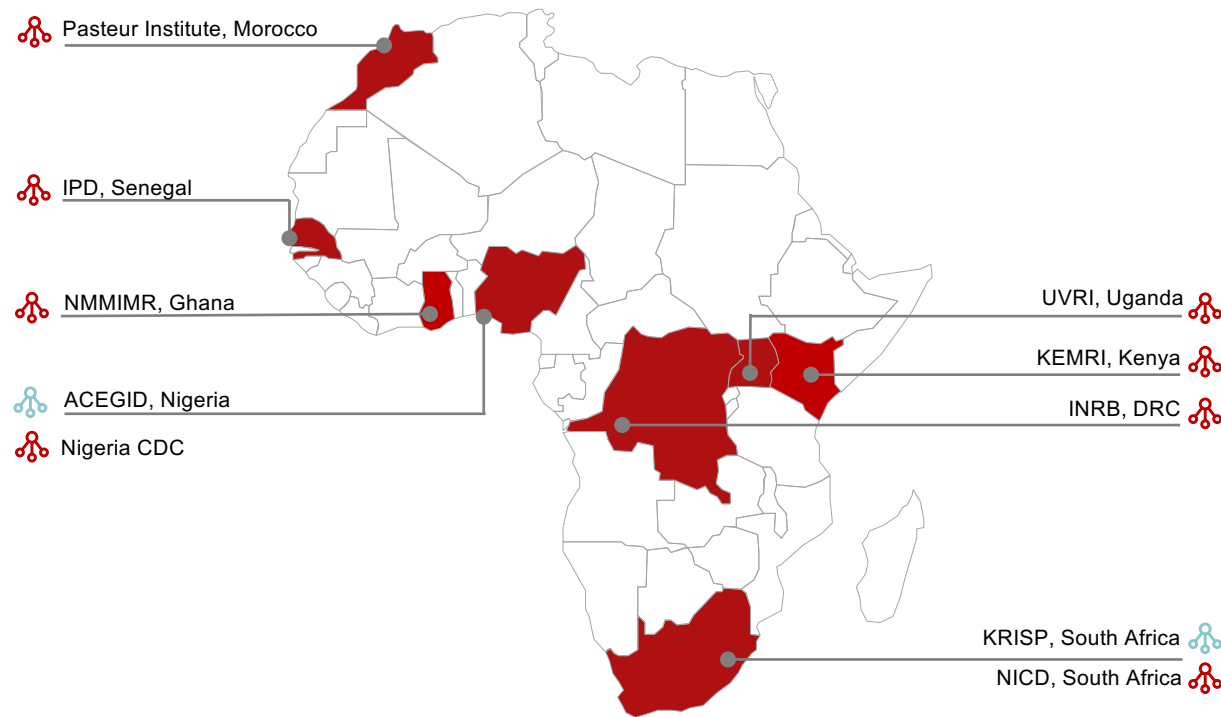 Pasteur Institute, Morocco
IPD, Senegal
NMMIMR, Ghana
ACEGID, Nigeria
Nigeria CDC
UVRI, Uganda
KEMRI, Kenya
INRB, DRC
KRISP, South Africa
NICD, South Africa